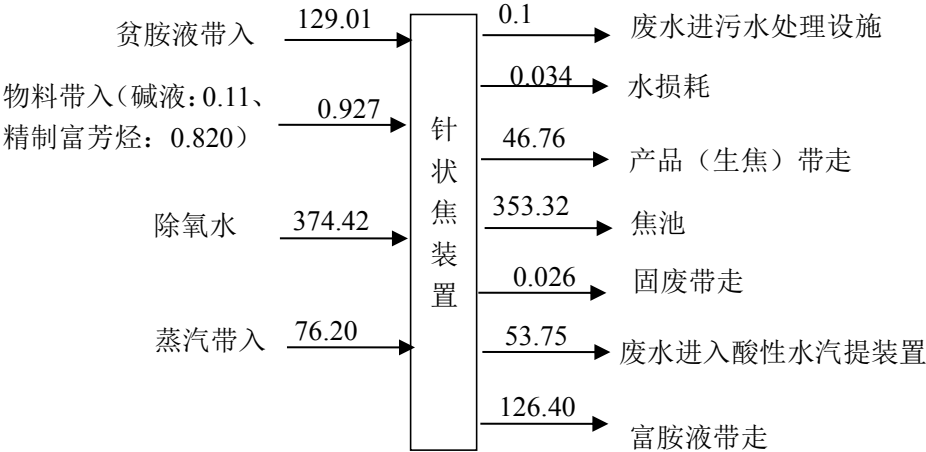 贫胺液带入
129.01
物料带入（碱液：0.11、
精制富芳烃：0.820）
0.927
除氧水
374.42
蒸汽带入
76.20
针
状
焦
装
置
0.1
废水进污水处理设施
0.034
水损耗
46.76
产品（生焦）带走
353.32
焦池
0.026
固废带走
53.75
废水进入酸性水汽提装置
126.40
富胺液带走